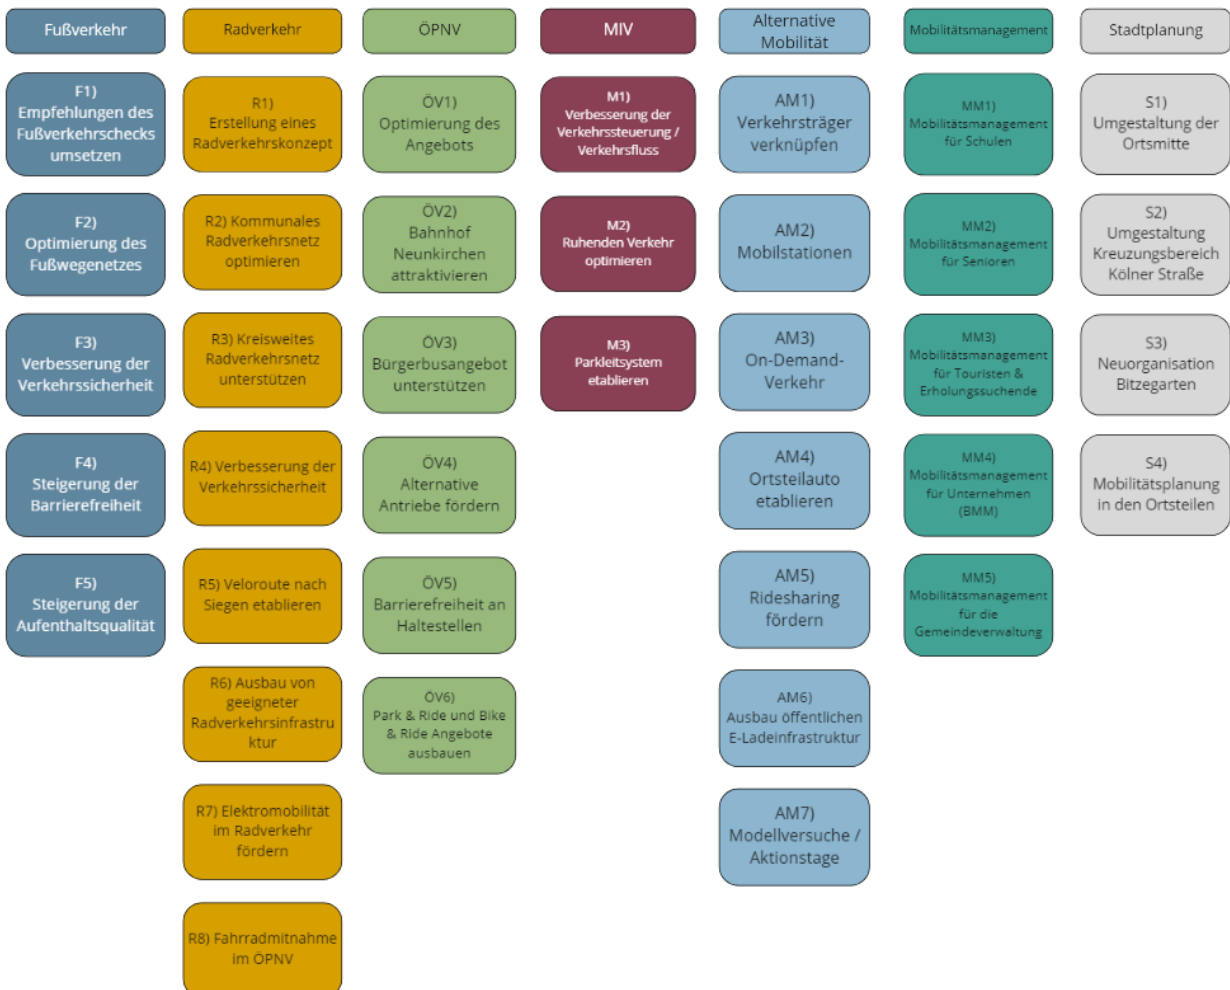 Fußverkehr
F1)
Empfehlungen des
Fußverkehrschecks
umsetzen
F2)
Optimierung des
Fußwegenetzes
F3)
Verbesserung der
Verkehrssicherheit
F4)
Steigerung der
Barrierefreiheit
F5)
Steigerung der
Aufenthaltsqualität
Radverkehr
R1)
Erstellung eines
Radverkehrskonzept
R2) Kommunales
Radverkehrsnetz
optimieren
R3) Kreisweites
Radverkehrsnetz
unterstützen
R4) Verbesserung der
Verkehrssicherheit
R5) Veloroute nach
Siegen etablieren
R6) Ausbau von
geeigneter
Radverkehrsinfrastru
ktur
R7) Elektromobilität
im Radverkehr
fördern
R8) Fahrradmitnahme
im ÖPNV
ÖPNV
ÖV1)
Optimierung des
Angebots
ÖV2)
Bahnhof
Neunkirchen
attraktivieren
ÖV3)
Bürgerbusangebot
unterstützen
ÖV4)
Alternative
Antriebe fördern
ÖV5)
Barrierefreiheit an
Haltestellen
ÖV6)
Park & Ride und Bike
& Ride Angebote
ausbauen
MIV
M1)
Verbesserung der
Verkehrssteuerung /
Verkehrsfluss
M2)
Ruhenden Verkehr
optimieren
M3)
Parkleitsystem
etablieren
Alternative
Mobilität
AM1)
Verkehrsträger
verknüpfen
AM2)
Mobilstationen
AM3)
On-Demand-
Verkehr
AM4)
Ortsteilauto
etablieren
AM5)
Ridesharing
fördern
AM6)
Ausbau öffentlichen
E-Ladeinfrastruktur
AM7)
Modellversuche /
Aktionstage
Mobilitätsmanagement
MM1)
Mobilitätsmanagement
für Schulen
MM2)
Mobilitätsmanagement
für Senioren
MM3)
Mobilitätsmanagement
für Touristen &
Erholungssuchende
MM4)
Mobilitätsmanagement
für Unternehmen
(BMM)
MM5)
Mobilitätsmanagement
für die
Gemeindeverwaltung
Stadtplanung
S1)
Umgestaltung der
Ortsmitte
S2)
Umgestaltung
Kreuzungsbereich
Kölner Straße
S3)
Neuorganisation
Bitzegarten
S4)
Mobilitätsplanung
in den Ortsteilen